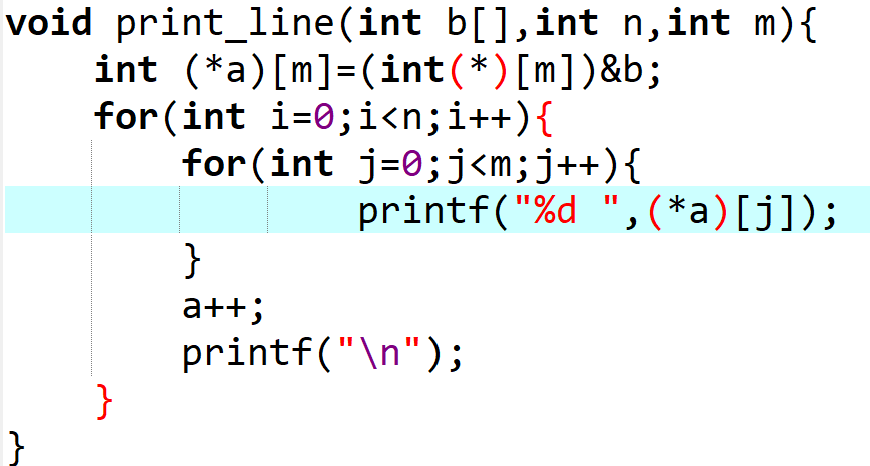 void print_line(int b[],int n,int m){
    int (*a)[m]=(int(*)[m])&b;
    for(int i=0;i<n;i++){
        for(int j=0;j<m;j++){
                printf("%d ",(*a)[j]);
        }
        a++;
        printf("\n");
    }
}